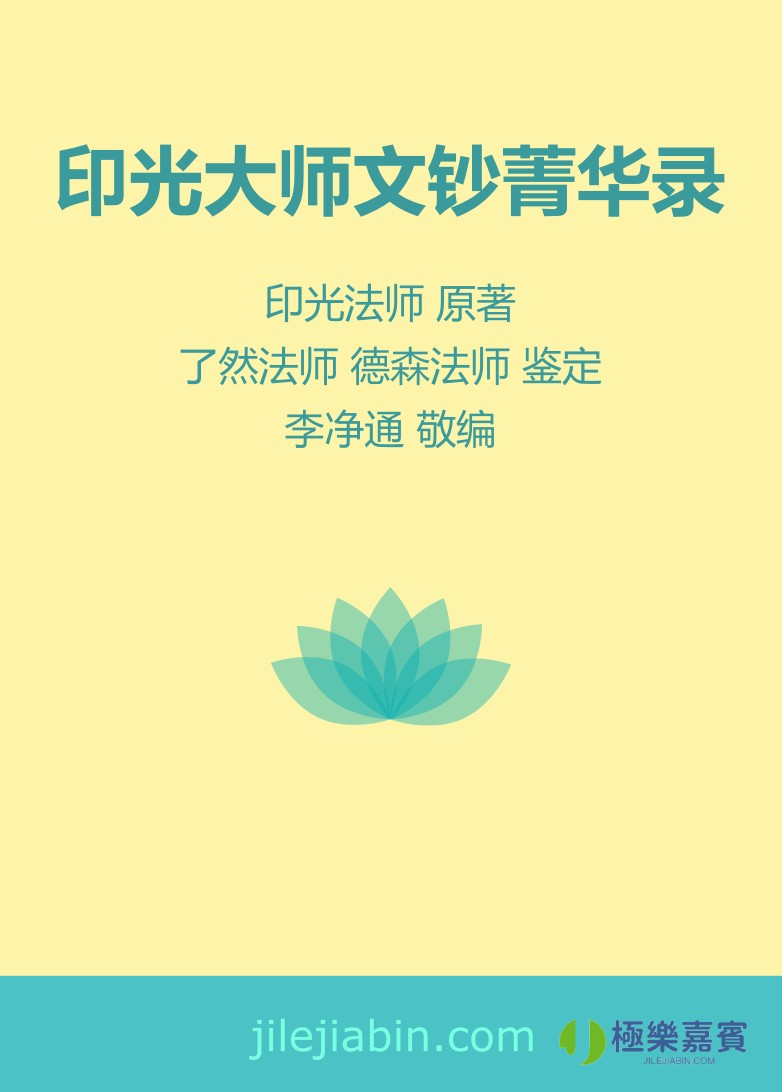 印光大师文钞菁华录
印光法师 原著
了然法师 德森法师 鉴定
李净通 敬编
jilejiabin.com
極樂嘉賓
JILEJIABIN.COM